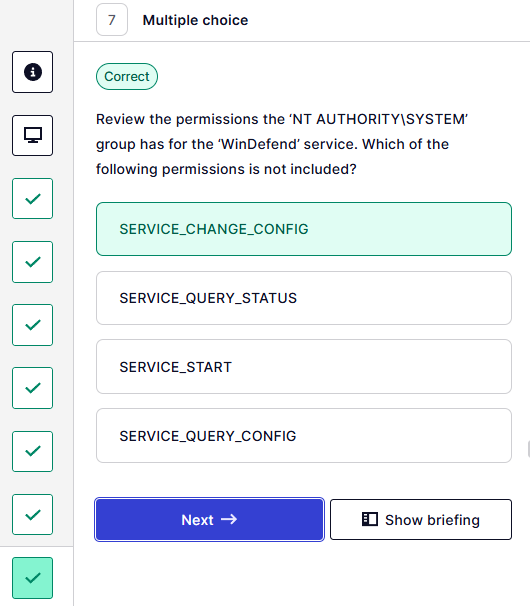 7 Multiple choice
Correct
Review the permissions the ‘NT AUTHORITY\SYSTEM’
group has for the ‘WinDefend’ service. Which of the
following permissions is not included?
SERVICE_CHANGE_CONFIG
SERVICE_QUERY_STATUS
SERVICE_START
SERVICE_QUERY_CONFIG
Next → Show briefing